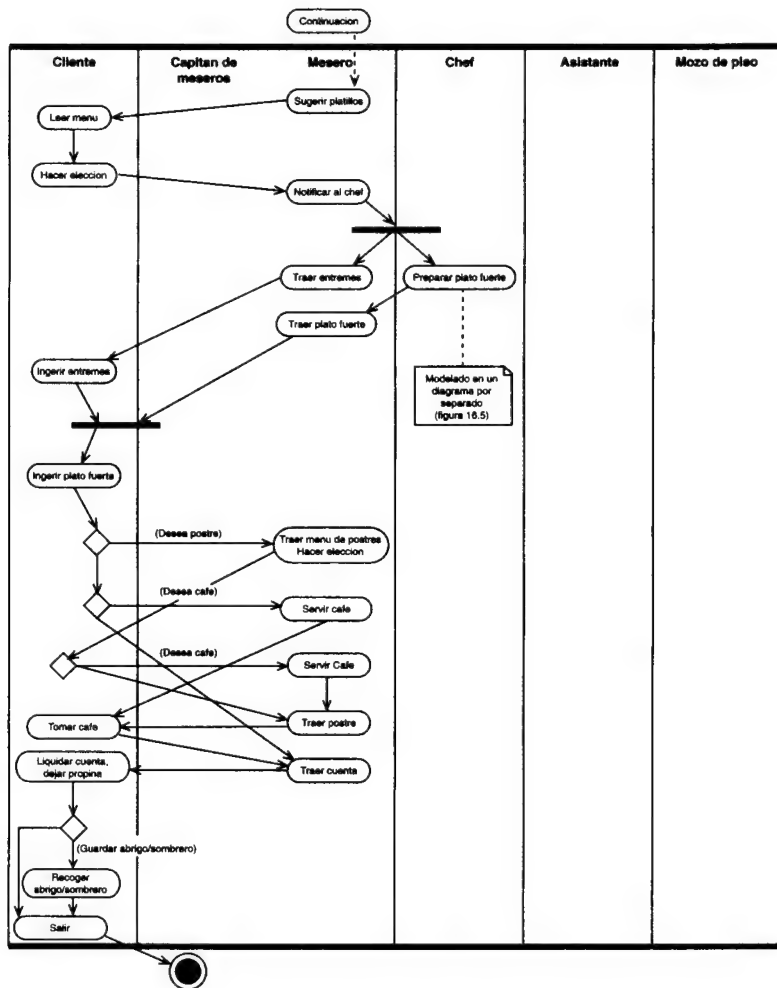 Continuacion
Cliente
Capitan de
meseros
Mesero
Chef
Asistante
Mozo de piso
Sugerir platillos
Leer menu
Hacer eleccion
Notificar al chef
Traer entremes
Preparar plato fuerte
Traer plato fuerte
Ingerir entremes
Modelado en un
diagrama por
separado
(figura 16.5)
Ingerir plato fuerte
(Desea postre)
Traer menu de postres
Hacer eleccion
(Desea cafe)
Servir cafe
(Desea cafe)
Servir Cafe
Tomar cafe
Traer postre
Liquidar cuenta,
dejar propina
Traer cuenta
(Guardar abrigo/sombrero)
Recoger
abrigo/sombrero
Salir